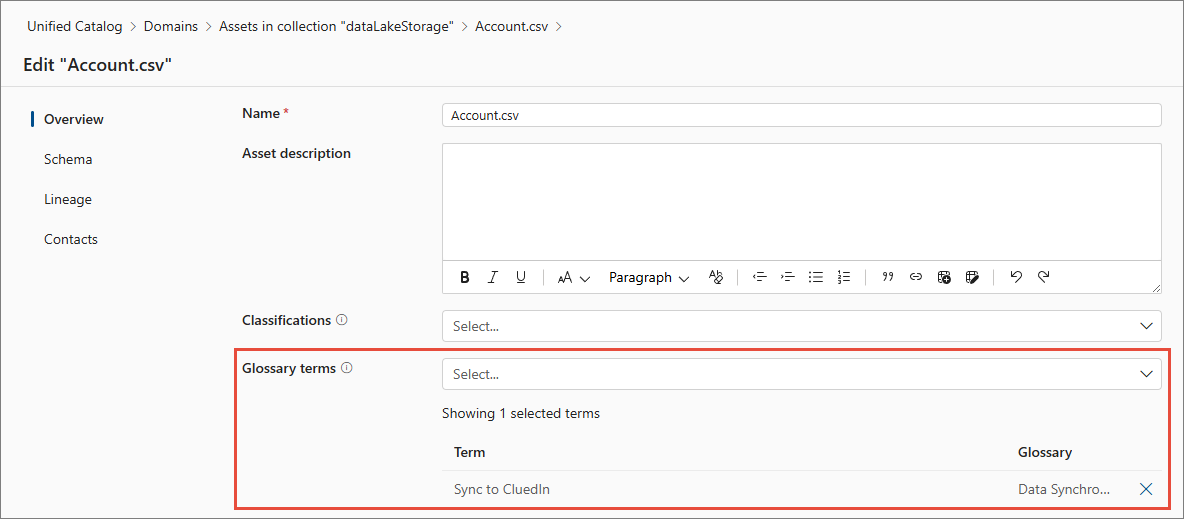 Unified Catalog > Domains > Assets in collection "dataLakeStorage" > Account.csv >
Edit "Account.csv"
Overview
Schema
Lineage
Contacts
Name *
Account.csv
Asset description
B I U AA Paragraph
Classifications
Select...
Glossary terms
Select...
Showing 1 selected terms
Term Glossary
Sync to CluedIn Data Synchro...